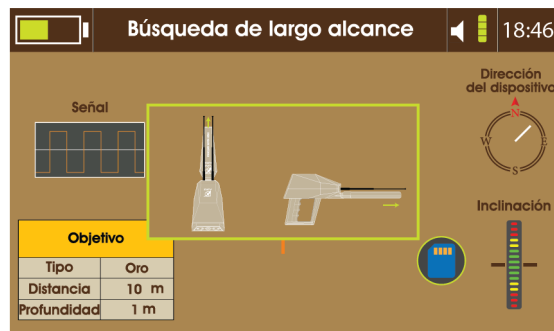 Búsqueda de largo alcance
18:46
Señal
Dirección
del dispositivo
N
W
E
S
Objetivo
Tipo Oro
Distancia 10 m
Profundidad 1 m
Inclinación